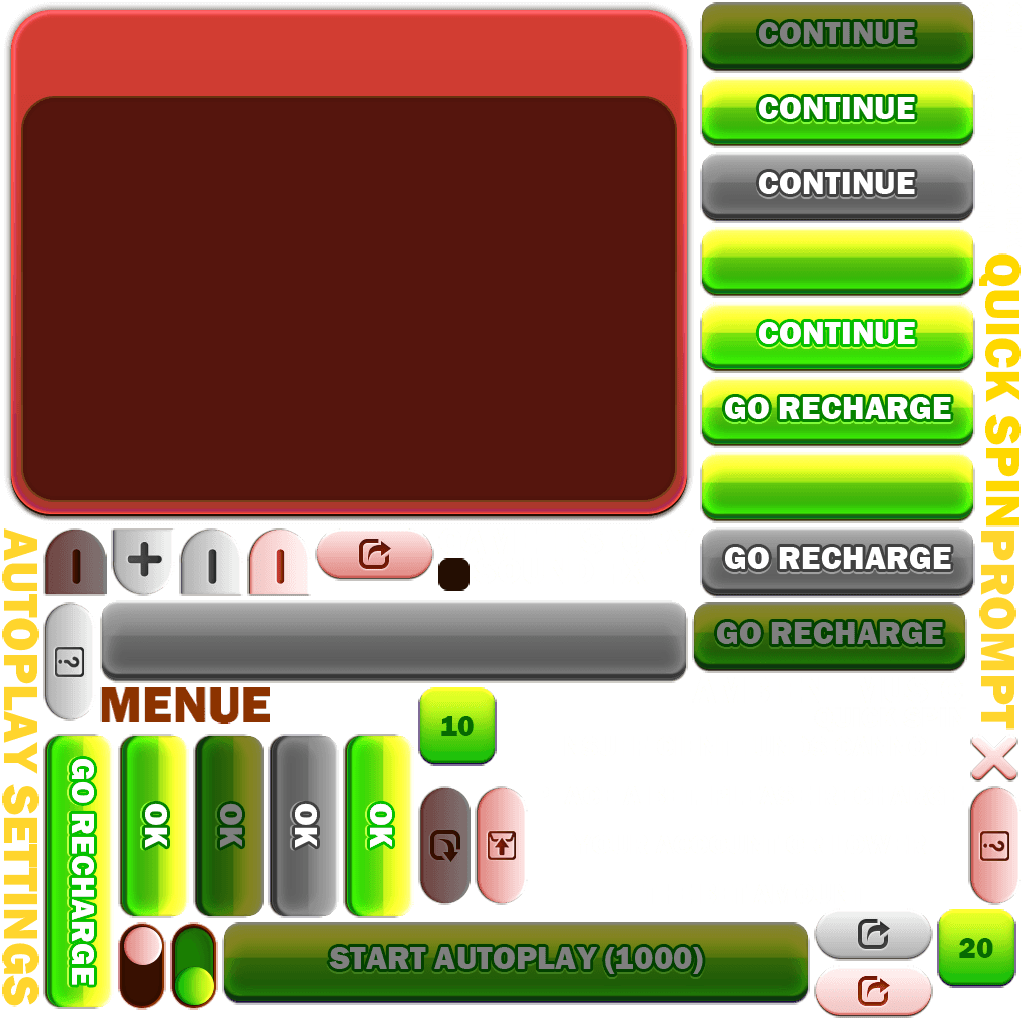 CONTINUE
CONTINUE
CONTINUE
CONTINUE
GO RECHARGE
GO RECHARGE
GO RECHARGE
QUICK SPINPROMPT
AUTOPLAY SETTINGS
?
MENUE
10
GO RECHARGE
OK
OK
OK
OK
?
START AUTOPLAY (1000)
20